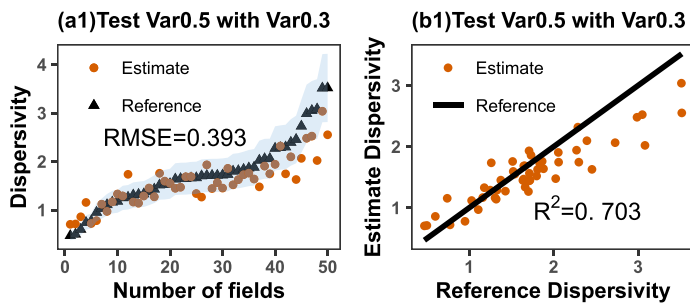 (a1)Test Var0.5 with Var0.3
Dispersivity
4
3
2
1
Estimate
Reference
RMSE=0.393
0
10
20
30
40
50
Number of fields
(b1)Test Var0.5 with Var0.3
Estimate Dispersivity
3
2
1
Estimate
Reference
R²=0. 703
1
2
3
Reference Dispersivity